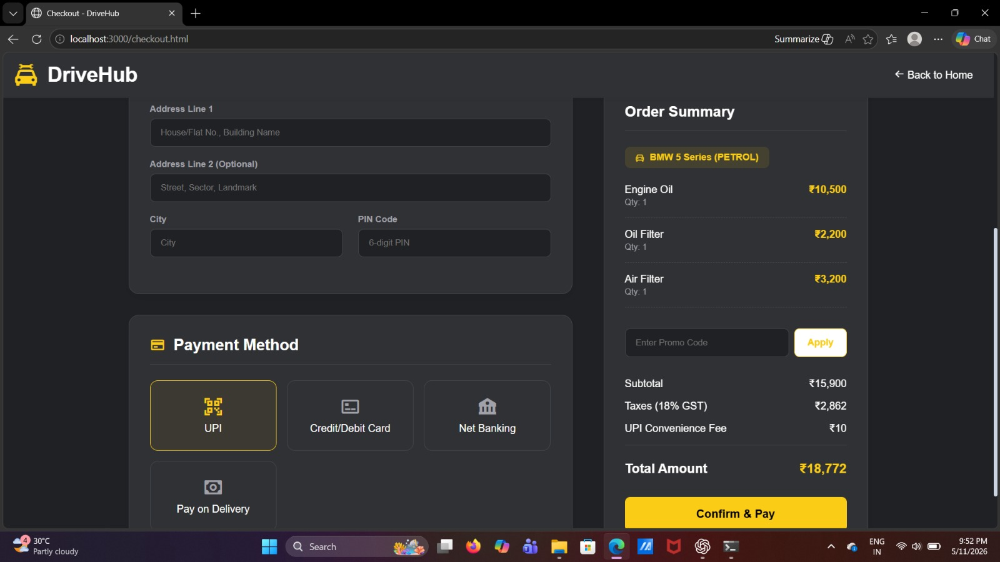 Checkout - DriveHub
localhost:3000/checkout.html
Summarize
Chat
DriveHub
Back to Home
Address Line 1
House/Flat No., Building Name
Address Line 2 (Optional)
Street, Sector, Landmark
City
PIN Code
City
6-digit PIN
Payment Method
UPI
Credit/Debit Card
Net Banking
Pay on Delivery
Order Summary
BMW 5 Series (PETROL)
Engine Oil ₹10,500
Qty: 1
Oil Filter ₹2,200
Qty: 1
Air Filter ₹3,200
Qty: 1
Enter Promo Code
Apply
Subtotal ₹15,900
Taxes (18% GST) ₹2,862
UPI Convenience Fee ₹10
Total Amount ₹18,772
Confirm & Pay
4
30°C
Partly cloudy
Search
ENG
IN
9:52 PM
5/11/2026